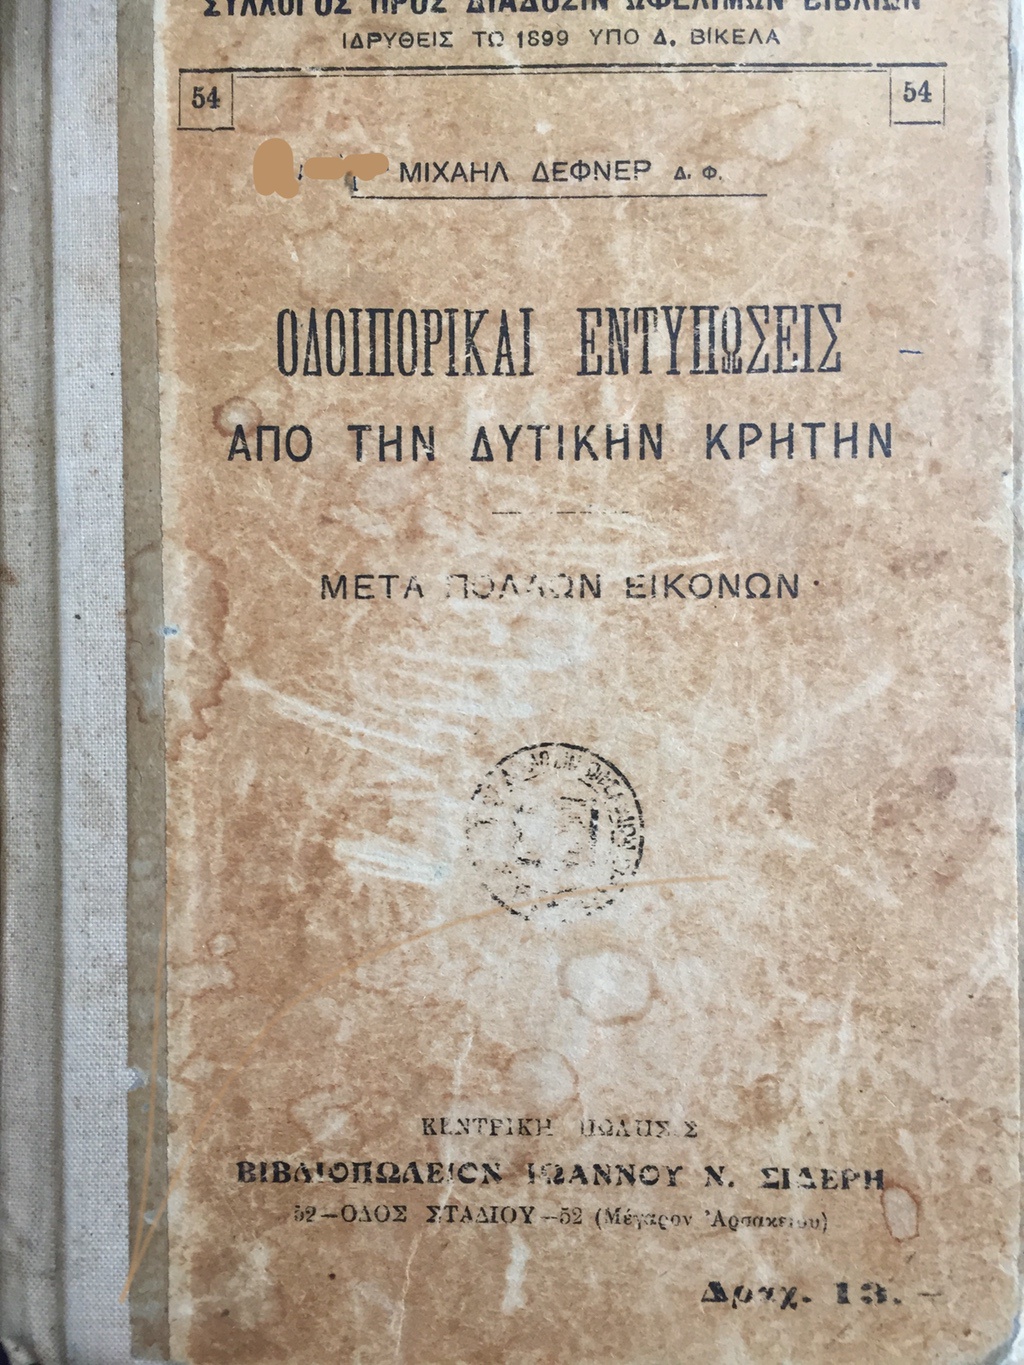 ΣΥΛΛΟΓΟΣ ΠΡΟΣ ΔΙΑΔΟΣΙΝ ΩΦΕΛΙΜΩΝ ΒΙΒΛΙΩΝ
ΙΔΡΥΘΕΙΣ ΤΩ 1899 ΥΠΟ Δ. ΒΙΚΕΛΑ
54 54
ΜΙΧΑΗΛ ΔΕΦΝΕΡ Δ. Φ.
ΟΔΟΙΠΟΡΙΚΑΙ ΕΝΤΥΠΩΣΕΙΣ
ΑΠΟ ΤΗΝ ΔΥΤΙΚΗΝ ΚΡΗΤΗΝ
ΜΕΤΑ ΠΟΛΛΩΝ ΕΙΚΟΝΩΝ
ΚΕΝΤΡΙΚΗ ΠΩΛΗΣΙΣ
ΒΙΒΛΙΟΠΩΛΕΙΟΝ ΙΩΑΝΝΟΥ Ν. ΣΙΔΕΡΗ
52—ΟΔΟΣ ΣΤΑΔΙΟΥ—52 (Μέγαρον Ἀρσακείου)
Δραχ. 13.—